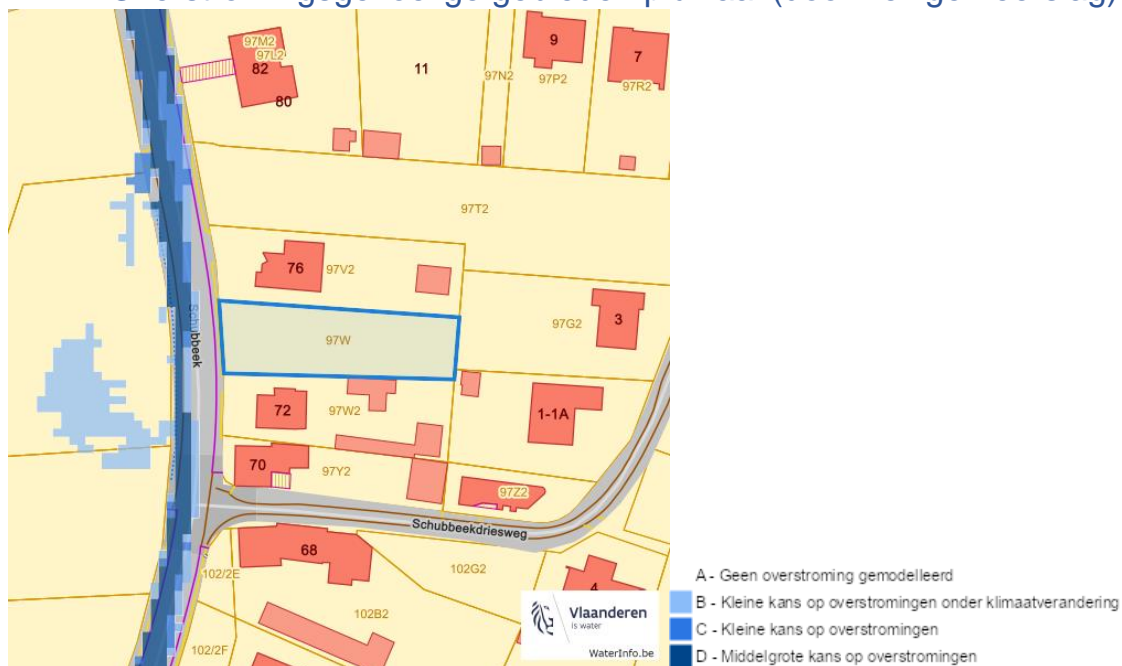 97M2
9
7
97L2
82
11
97N2
97P2
97R2
80
97T2
76
97V2
Schubbeek
97G2
3
97W
72
97W2
1-1A
70
97Y2
97Z2
Schubbeekdriesweg
68
102/2E
102G2
4
102B2
102/2F
Vlaanderen
is water
WaterInfo.be
A - Geen overstroming gemodelleerd
B - Kleine kans op overstromingen onder klimaatverandering
C - Kleine kans op overstromingen
D - Middelgrote kans op overstromingen